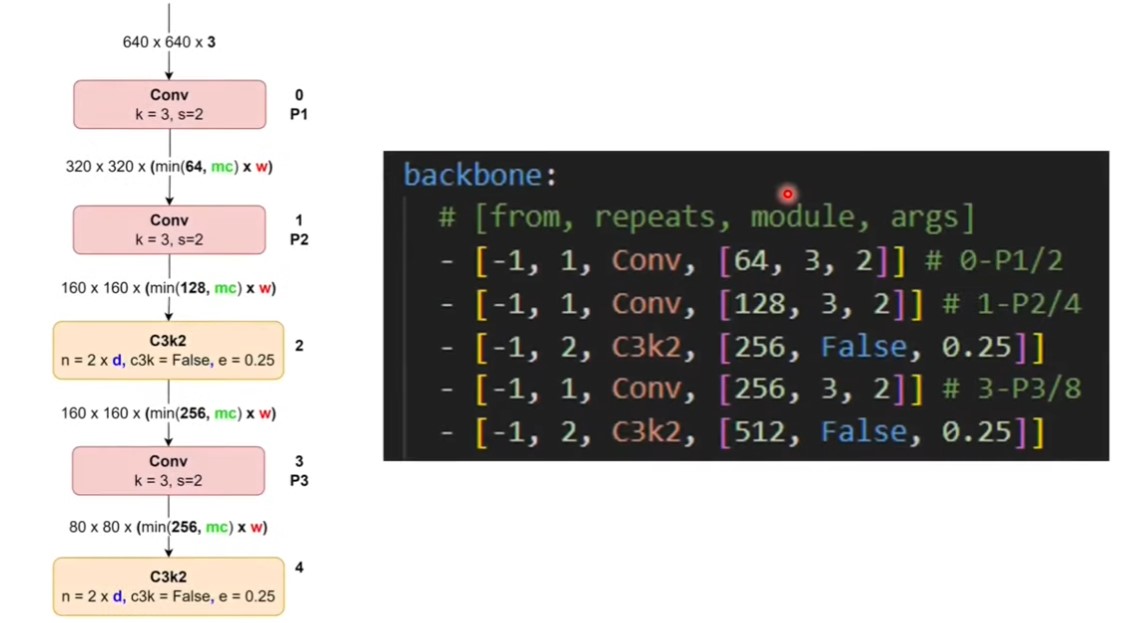 640 x 640 x 3
Conv
k = 3, s=2
0
P1
320 x 320 x (min(64, mc) x w)
Conv
k = 3, s=2
1
P2
160 x 160 x (min(128, mc) x w)
C3k2
n = 2 x d, c3k = False, e = 0.25
2
160 x 160 x (min(256, mc) x w)
Conv
k = 3, s=2
3
P3
80 x 80 x (min(256, mc) x w)
C3k2
n = 2 x d, c3k = False, e = 0.25
4
backbone:
# [from, repeats, module, args]
- [-1, 1, Conv, [64, 3, 2]] # 0-P1/2
- [-1, 1, Conv, [128, 3, 2]] # 1-P2/4
- [-1, 2, C3k2, [256, False, 0.25]]
- [-1, 1, Conv, [256, 3, 2]] # 3-P3/8
- [-1, 2, C3k2, [512, False, 0.25]]